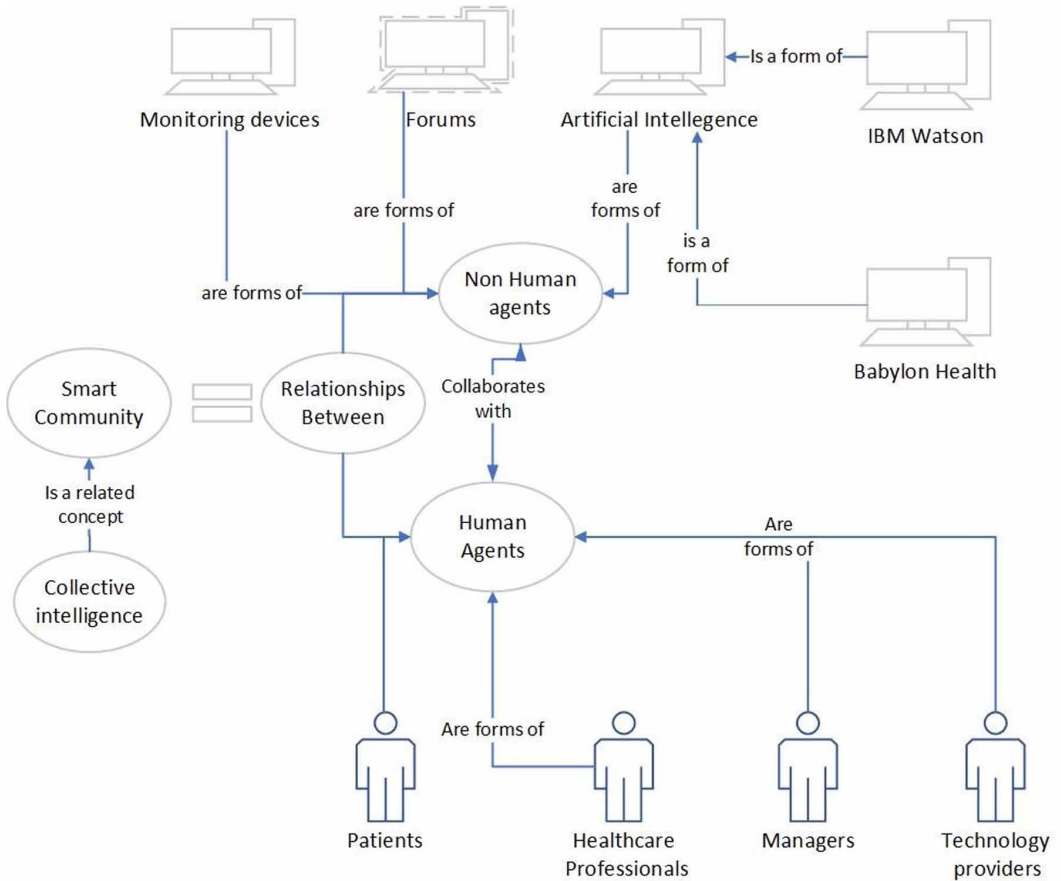 Monitoring devices
Forums
Artificial Intellegence
Is a form of
IBM Watson
are forms of
are
forms of
is a
form of
are forms of
Non Human
agents
Babylon Health
Smart
Community
Relationships
Between
Collaborates
with
Is a related
concept
Human
Agents
Are
forms of
Collective
intelligence
Are forms of
Patients
Healthcare
Professionals
Managers
Technology
providers